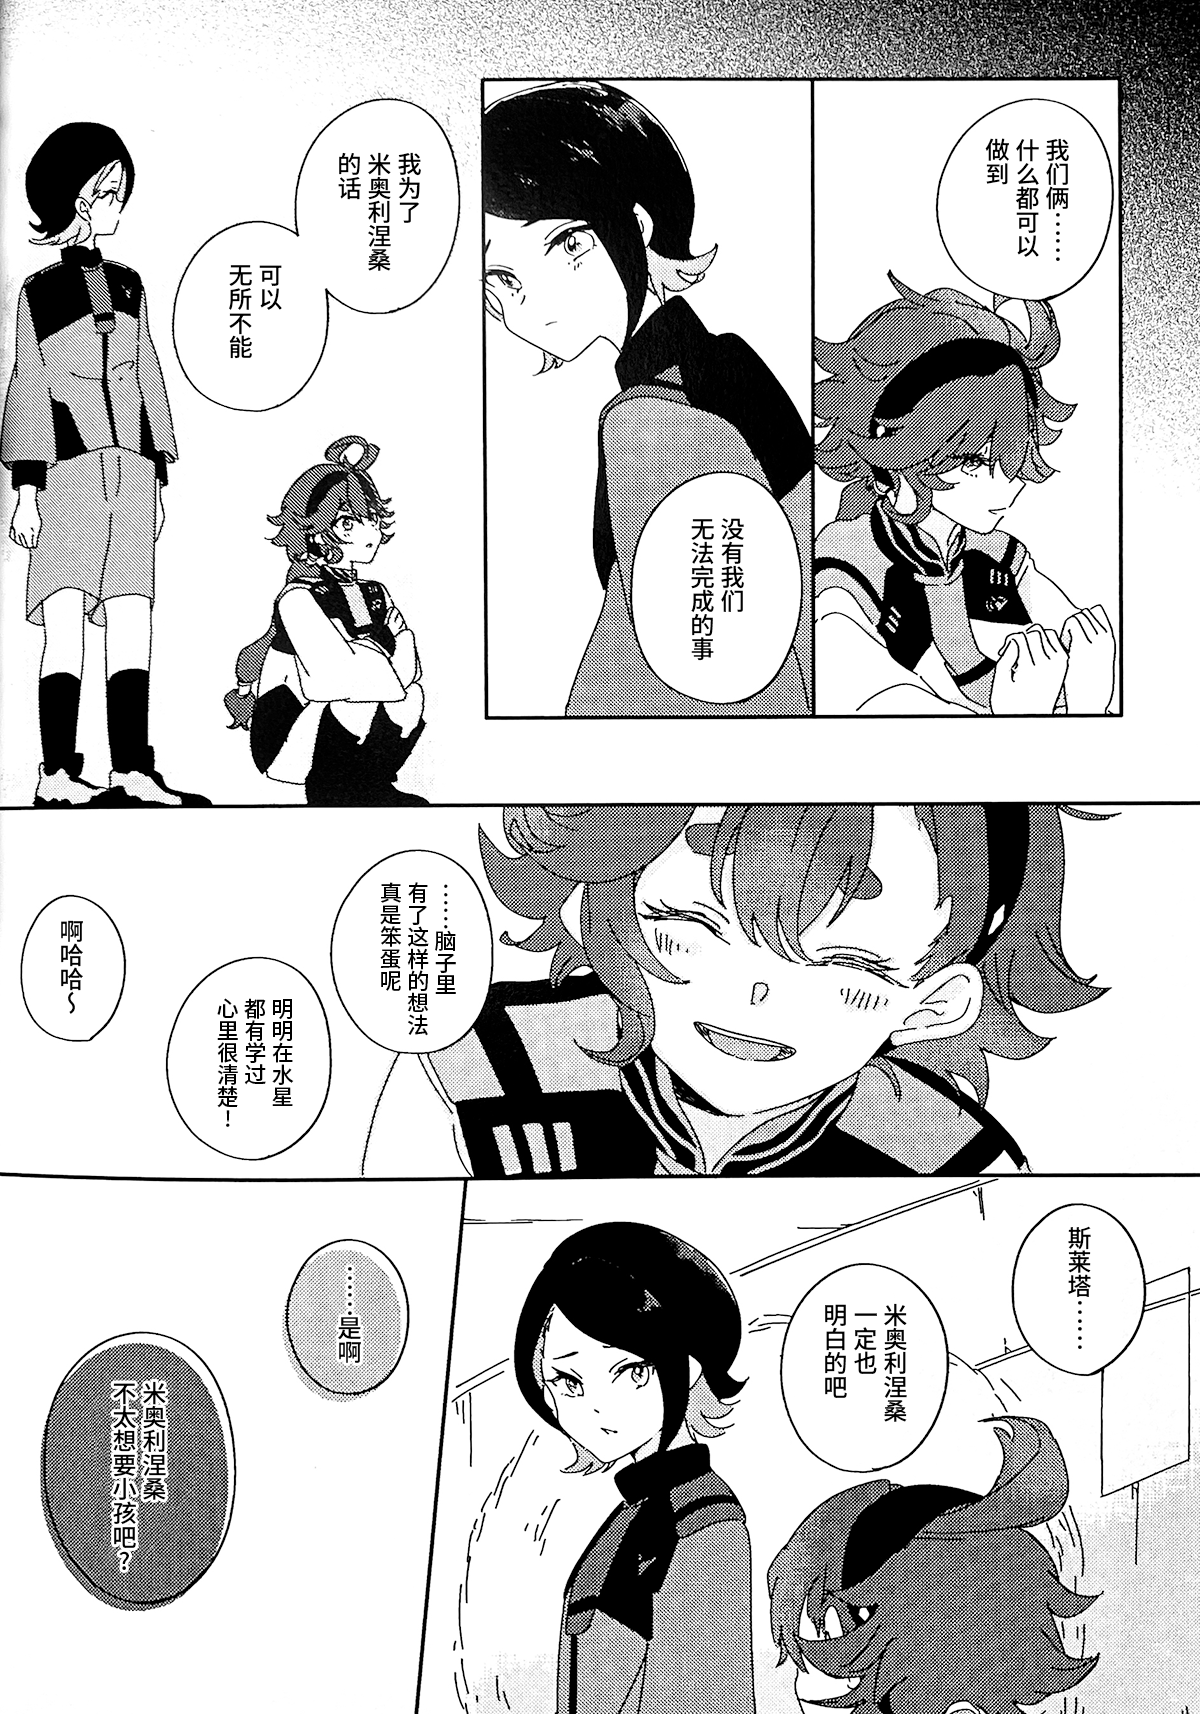 我们俩……
什么都可以
做到
没有我们
无法完成的事
我为了
米奥利涅桑
的话
可以
无所不能
……脑子里
有了这样的想法
真是笨蛋呢
明明在水星
都有学过
心里很清楚！
啊哈哈～
斯莱塔……
米奥利涅桑
一定也
明白的吧
……是啊
米奥利涅桑
不太想要小孩吧？